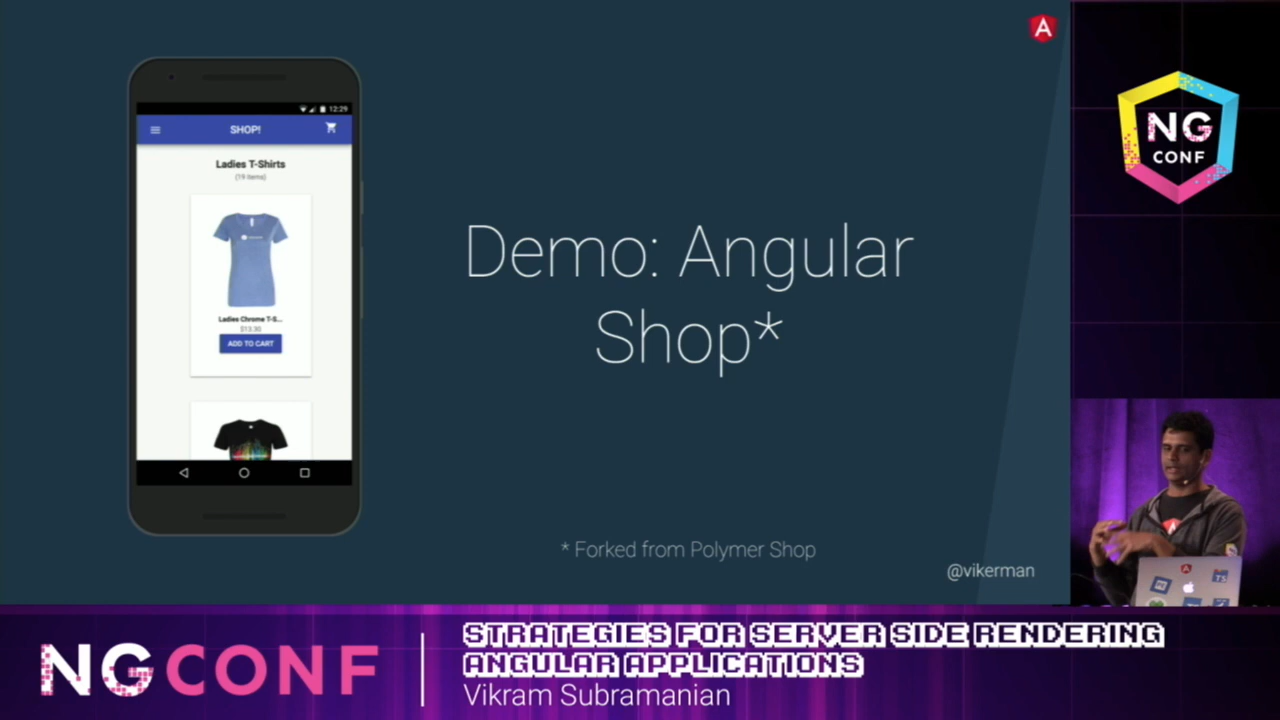 12:29
SHOP!
Ladies T-Shirts
(19 items)
Ladies Chrome T-S...
$13.30
ADD TO CART
Demo: Angular
Shop*
* Forked from Polymer Shop
@vikerman
A
NG
CONF
TS
NGCONF
STRATEGIES FOR SERVER SIDE RENDERING
ANGULAR APPLICATIONS
Vikram Subramanian